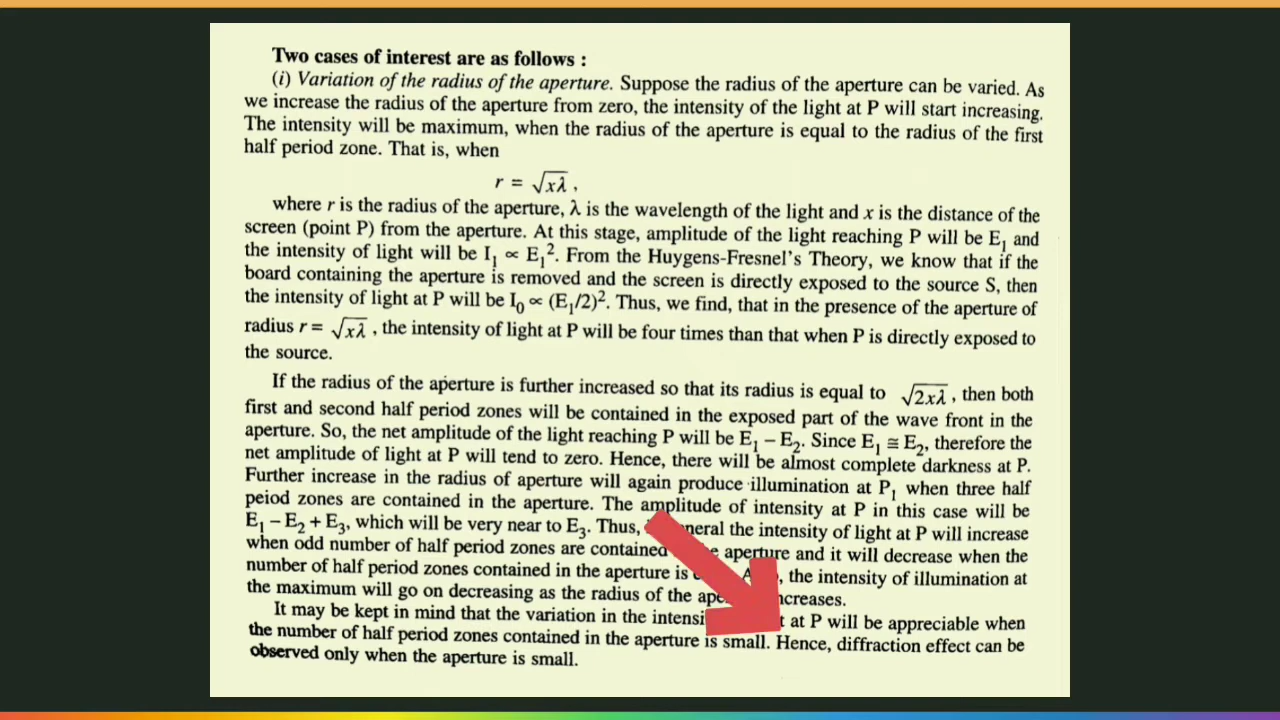 Two cases of interest are as follows :
(i) Variation of the radius of the aperture. Suppose the radius of the aperture can be varied. As
we increase the radius of the aperture from zero, the intensity of the light at P will start increasing.
The intensity will be maximum, when the radius of the aperture is equal to the radius of the first
half period zone. That is, when
r = √xλ ,
where r is the radius of the aperture, λ is the wavelength of the light and x is the distance of the
screen (point P) from the aperture. At this stage, amplitude of the light reaching P will be E₁ and
the intensity of light will be I₁ ∝ E₁². From the Huygens-Fresnel's Theory, we know that if the
board containing the aperture is removed and the screen is directly exposed to the source S, then
the intensity of light at P will be I₀ ∝ (E₁/2)². Thus, we find, that in the presence of the aperture of
radius r = √xλ , the intensity of light at P will be four times than that when P is directly exposed to
the source.
If the radius of the aperture is further increased so that its radius is equal to √2xλ , then both
first and second half period zones will be contained in the exposed part of the wave front in the
aperture. So, the net amplitude of the light reaching P will be E₁ – E₂. Since E₁ ≅ E₂, therefore the
net amplitude of light at P will tend to zero. Hence, there will be almost complete darkness at P.
Further increase in the radius of aperture will again produce illumination at P₁ when three half
peiod zones are contained in the aperture. The amplitude of intensity at P in this case will be
E₁ – E₂ + E₃, which will be very near to E₃. Thus, general the intensity of light at P will increase
when odd number of half period zones are contained aperture and it will decrease when the
number of half period zones contained in the aperture is the intensity of illumination at
the maximum will go on decreasing as the radius of the increases.
It may be kept in mind that the variation in the at P will be appreciable when
the number of half period zones contained in the aperture is small. Hence, diffraction effect can be
observed only when the aperture is small.